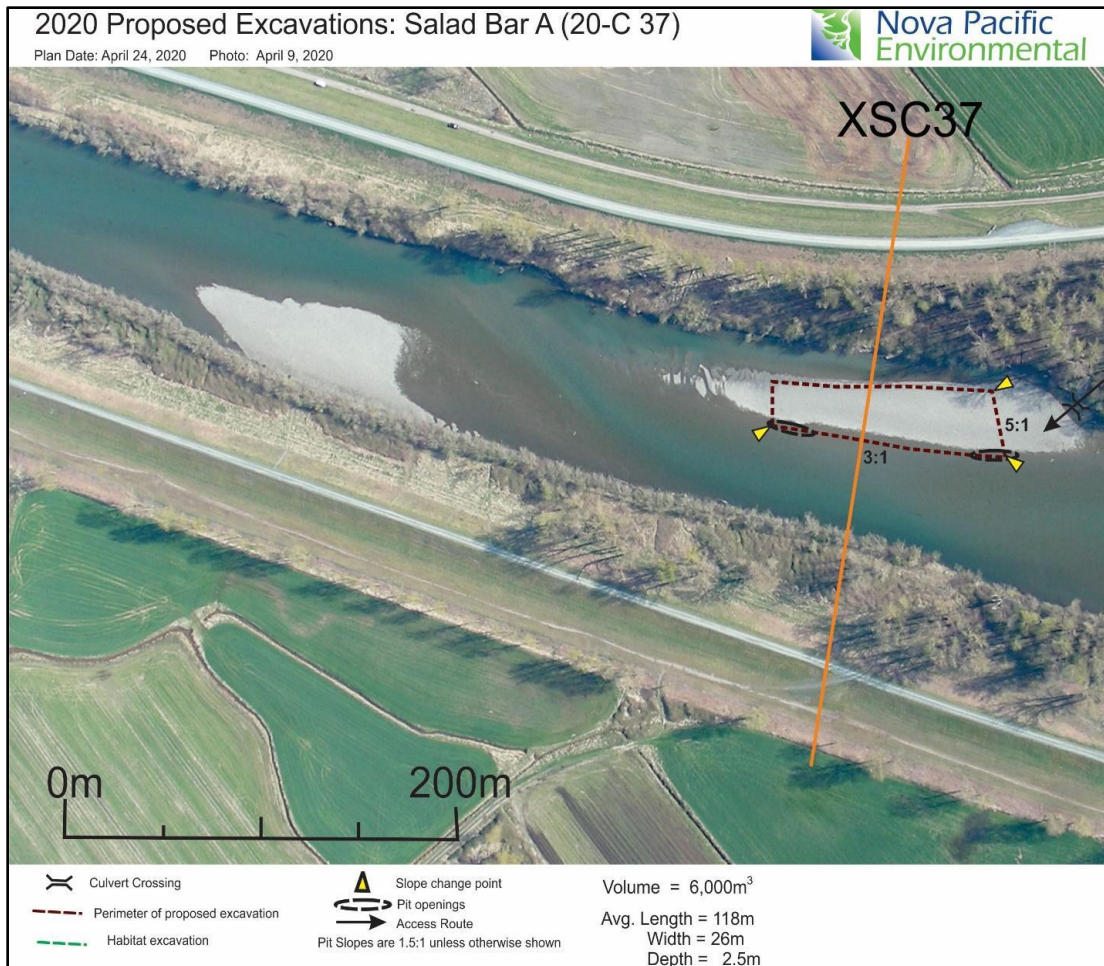 2020 Proposed Excavations: Salad Bar A (20-C 37)
Plan Date: April 24, 2020 Photo: April 9, 2020
Nova Pacific
Environmental
XSC37
5:1
3:1
0m 200m
Culvert Crossing
Perimeter of proposed excavation
Habitat excavation
Slope change point
Pit openings
Access Route
Pit Slopes are 1.5:1 unless otherwise shown
Volume = 6,000m³
Avg. Length = 118m
Width = 26m
Depth = 2.5m